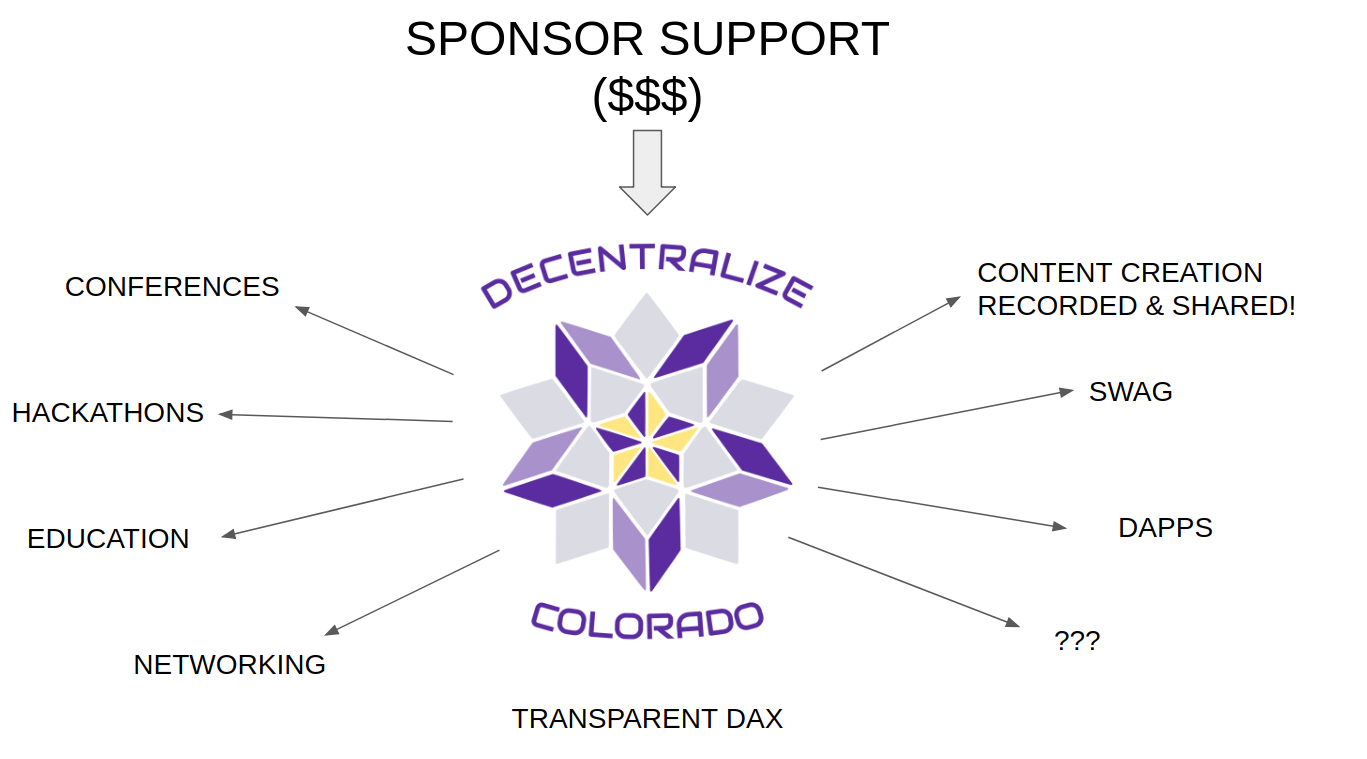 SPONSOR SUPPORT
($$$)
DECENTRALIZE
CONFERENCES
CONTENT CREATION
RECORDED & SHARED!
HACKATHONS
SWAG
EDUCATION
DAPPS
NETWORKING
???
COLORADO
TRANSPARENT DAX